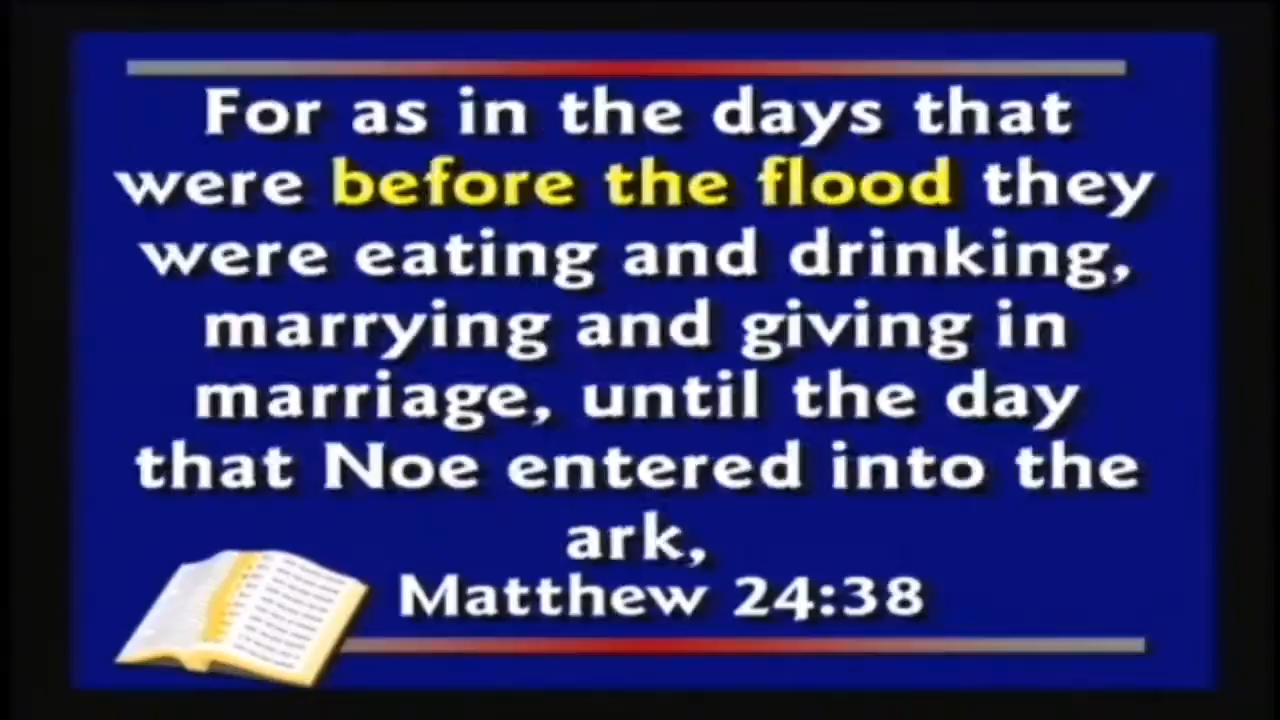 For as in the days that
were before the flood they
were eating and drinking,
marrying and giving in
marriage, until the day
that Noe entered into the
ark,
Matthew 24:38